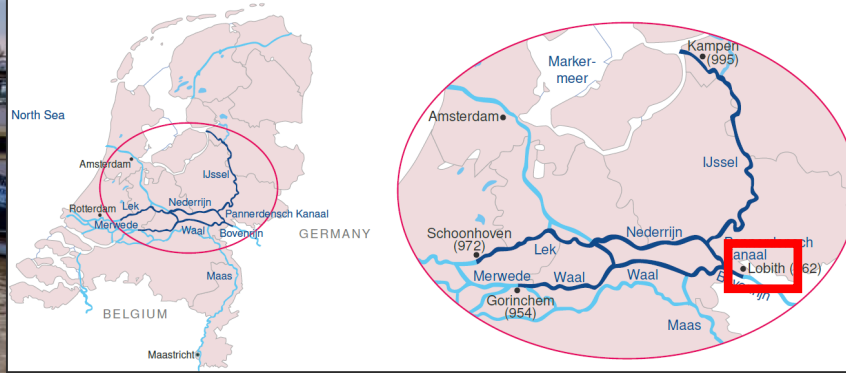 North Sea
Amsterdam
IJssel
Rotterdam
Lek
Nederrijn
Pannerdensch Kanaal
Merwede
Waal
Bovenrijn
GERMANY
Maas
BELGIUM
Maastricht
Kampen
(995)
Marker-
meer
Amsterdam
IJssel
Schoonhoven
(972)
Nederrijn
Lek
Lobith
Merwede
Waal
Waal
Gorinchem
(954)
Maas